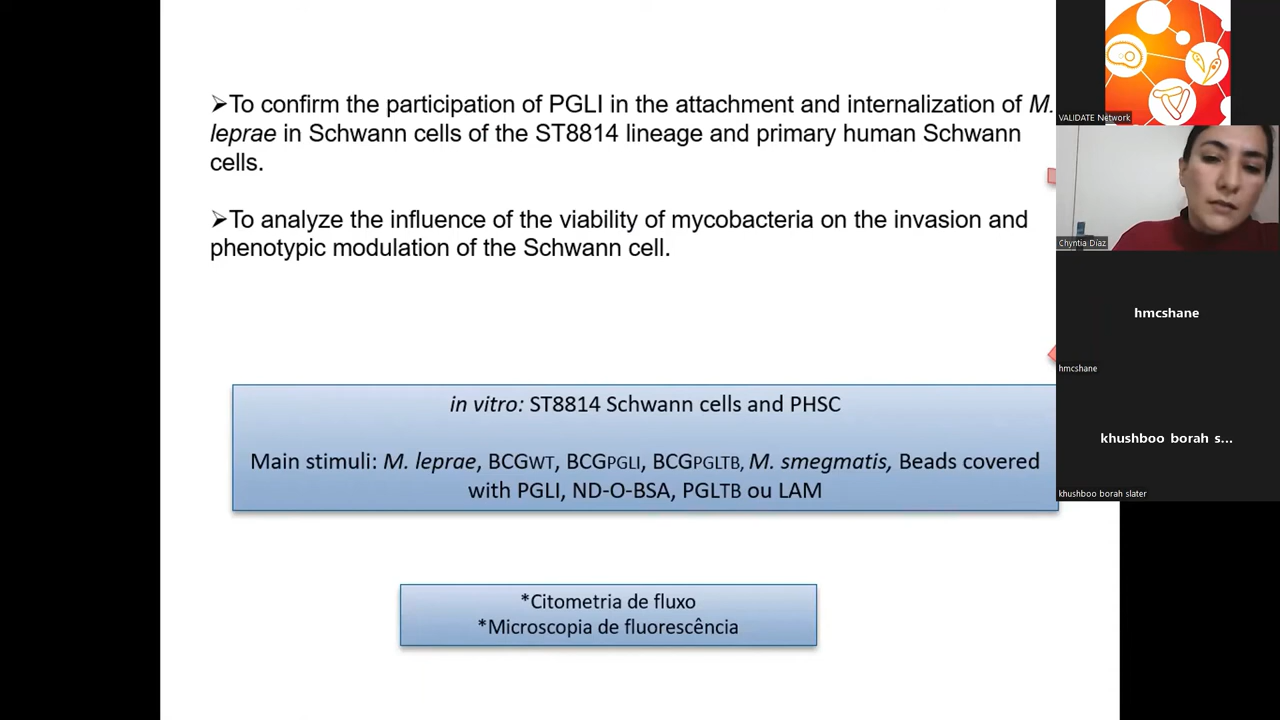 ➢To confirm the participation of PGLI in the attachment and internalization of M.
leprae in Schwann cells of the ST8814 lineage and primary human Schwann
cells.
➢To analyze the influence of the viability of mycobacteria on the invasion and
phenotypic modulation of the Schwann cell.
in vitro: ST8814 Schwann cells and PHSC
Main stimuli: M. leprae, BCGWT, BCGPGLI, BCGPGLTB, M. smegmatis, Beads covered
with PGLI, ND-O-BSA, PGLTB ou LAM
*Citometria de fluxo
*Microscopia de fluorescência
VALIDATE Network
Chyntia Díaz
hmcshane
hmcshane
khushboo borah s...
khushboo borah slater